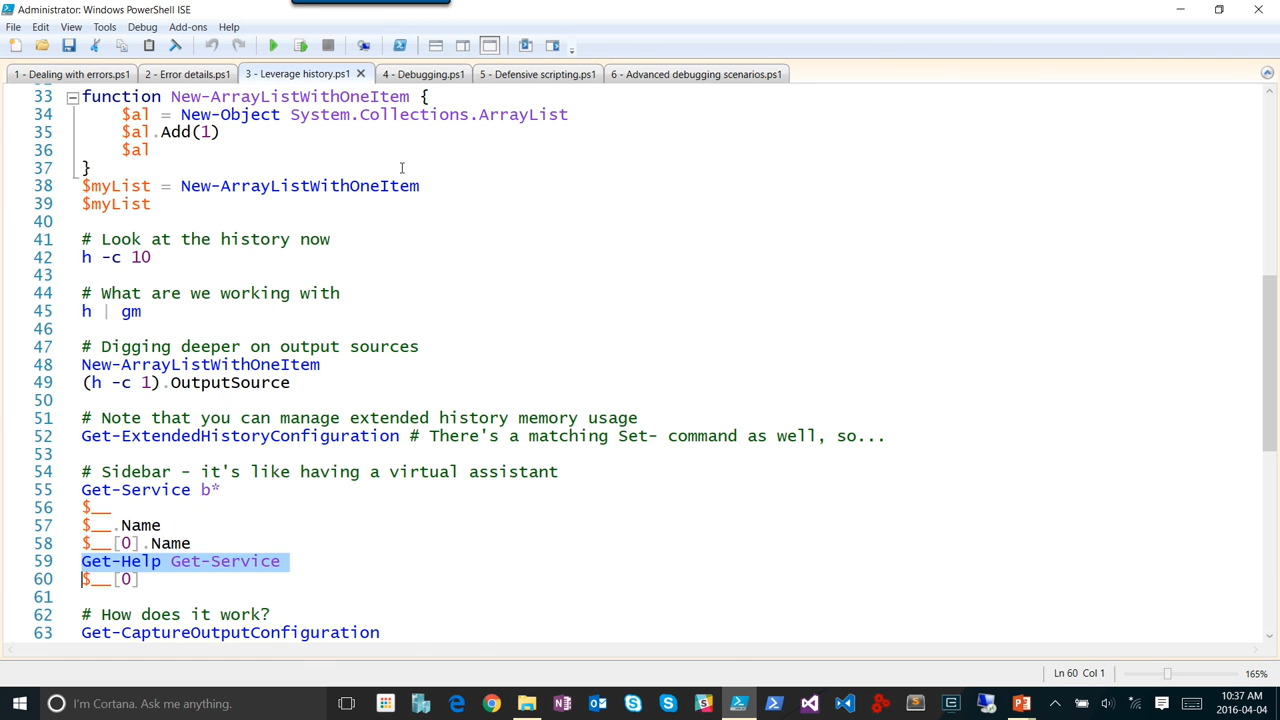 Administrator: Windows PowerShell ISE
File Edit View Tools Debug Add-ons Help
1 - Dealing with errors.ps1 2 - Error details.ps1 3 - Leverage history.ps1 4 - Debugging.ps1 5 - Defensive scripting.ps1 6 - Advanced debugging scenarios.ps1
33 function New-ArrayListWithOneItem {
34 $al = New-Object System.Collections.ArrayList
35 $al.Add(1)
36 $al
37 }
38 $myList = New-ArrayListWithOneItem
39 $myList
40
41 # Look at the history now
42 h -c 10
43
44 # What are we working with
45 h | gm
46
47 # Digging deeper on output sources
48 New-ArrayListWithOneItem
49 (h -c 1).OutputSource
50
51 # Note that you can manage extended history memory usage
52 Get-ExtendedHistoryConfiguration # There's a matching Set- command as well, so...
53
54 # Sidebar - it's like having a virtual assistant
55 Get-Service b*
56 $__
57 $__.Name
58 $__[0].Name
59 Get-Help Get-Service
60 $__[0]
61
62 # How does it work?
63 Get-CaptureOutputConfiguration
Ln 60 Col 1 165%
I'm Cortana. Ask me anything.
10:37 AM
2016-04-04